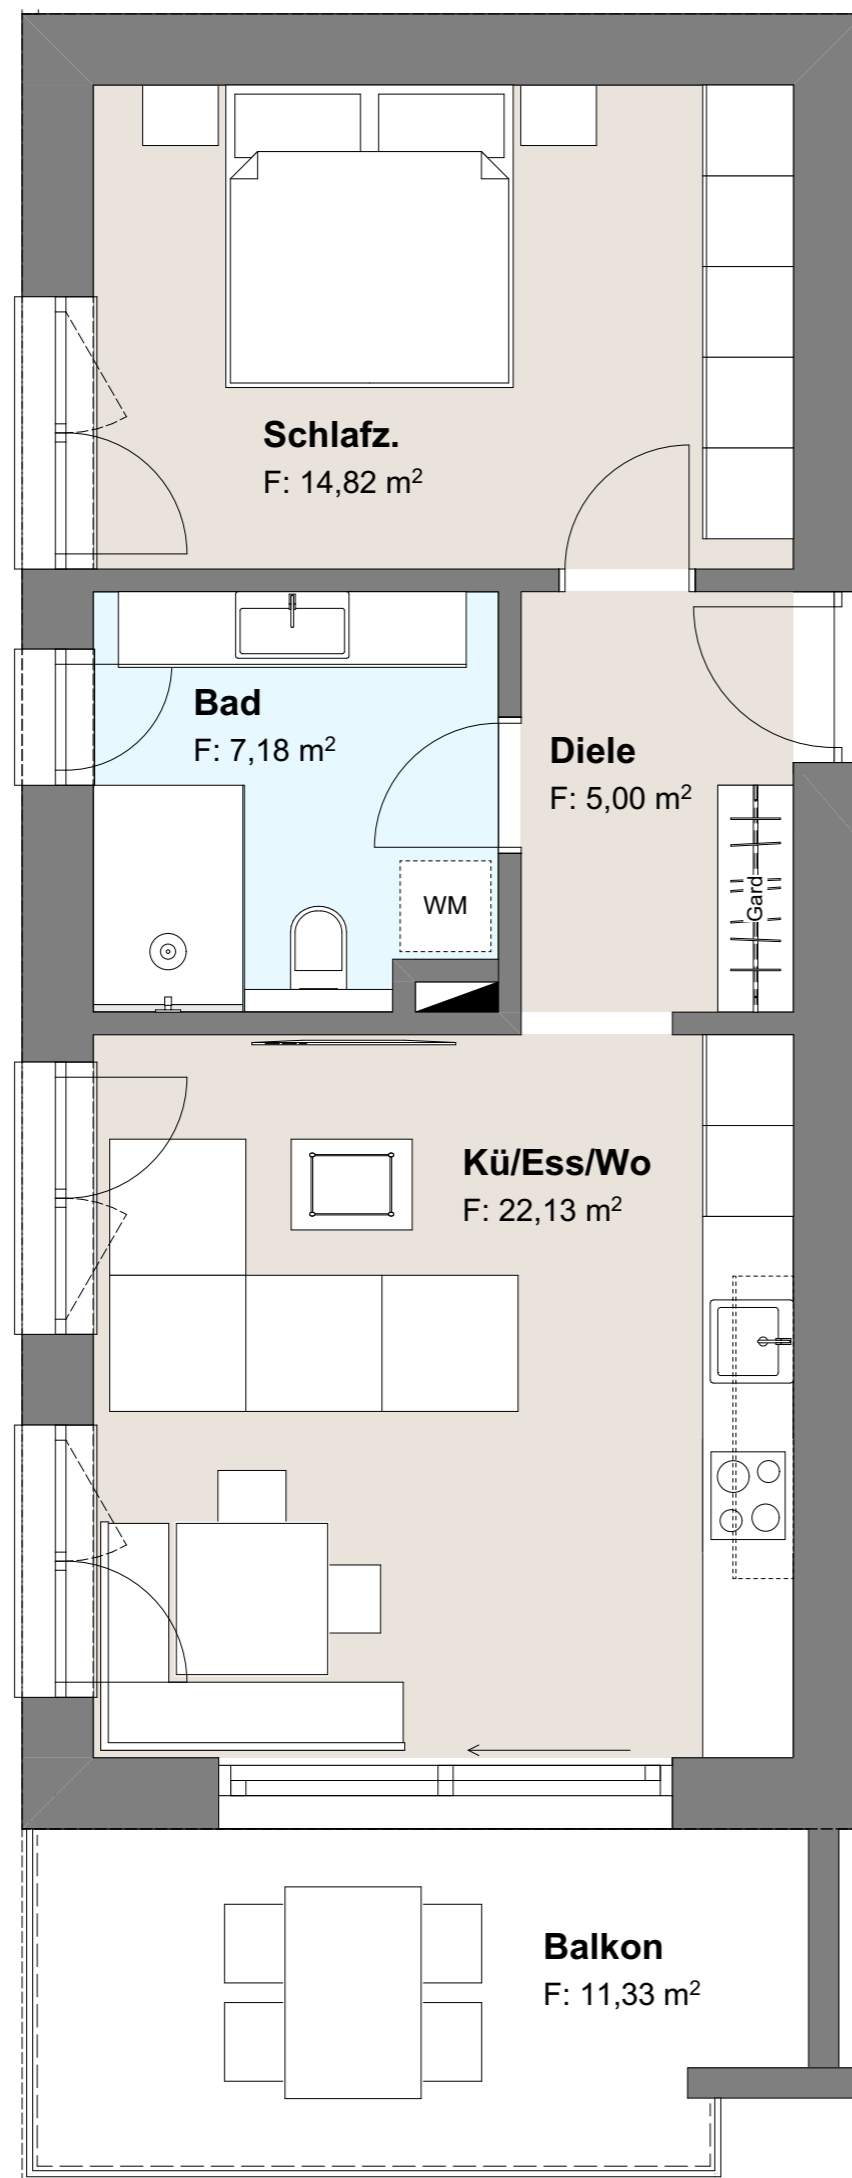 Schlafz.
F: 14,82 m²
Bad
F: 7,18 m²
Diele
F: 5,00 m²
WM
Gard
Kü/Ess/Wo
F: 22,13 m²
Balkon
F: 11,33 m²